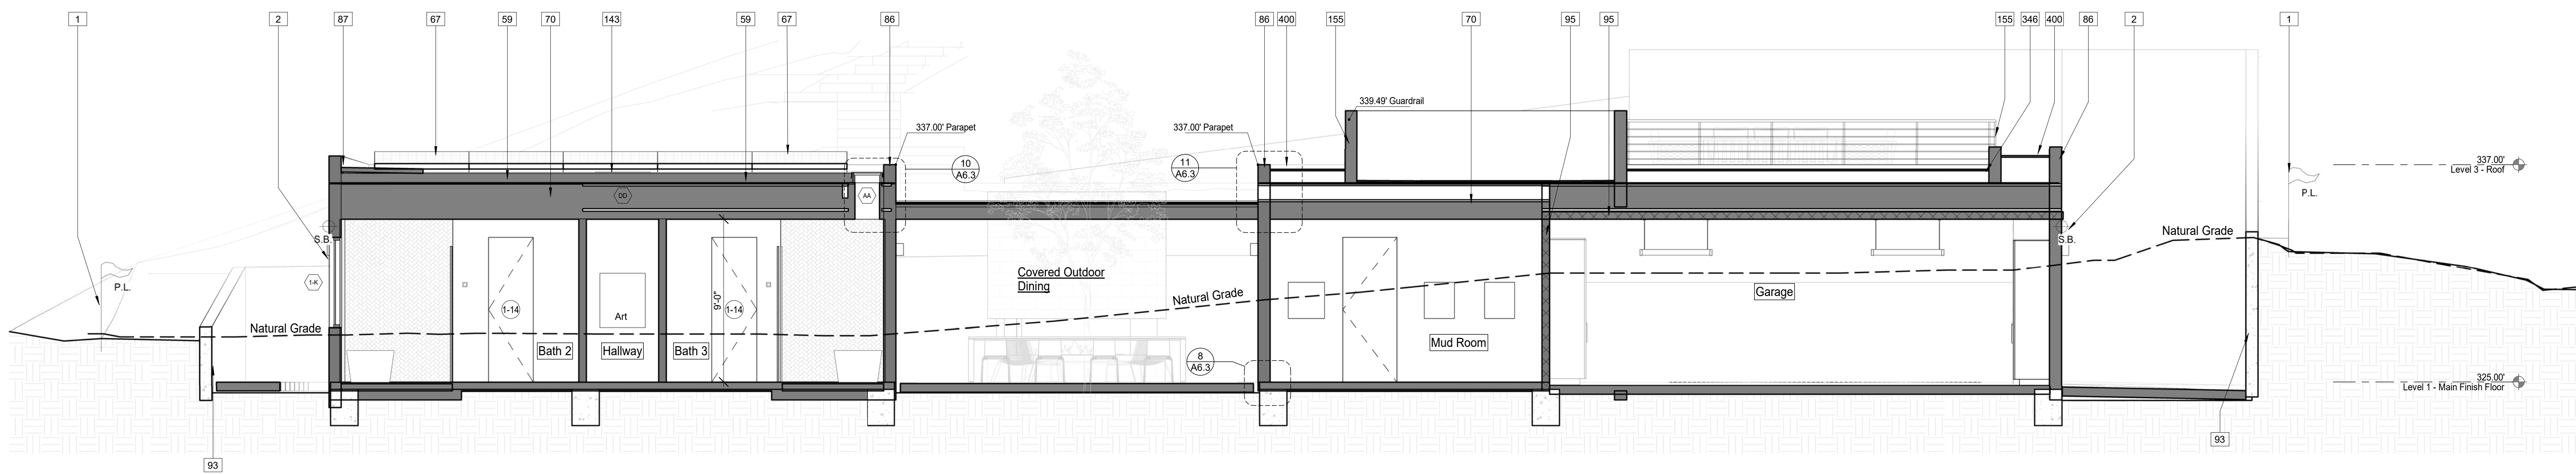 1
2
87
67
59
70
143
59
67
86
86
400
155
70
95
95
155
346
400
86
2
1
339.49' Guardrail
337.00' Parapet
337.00' Parapet
10
A6.3
11
A6.3
337.00'
Level 3 - Roof
DD
AA
P.L.
S.B.
S.B.
Natural Grade
Covered Outdoor
Dining
1-K
P.L.
Natural Grade
Garage
1-14
Art
9'-0"
1-14
Natural Grade
Bath 2
Hallway
Bath 3
Mud Room
8
A6.3
325.00'
Level 1 - Main Finish Floor
93
93